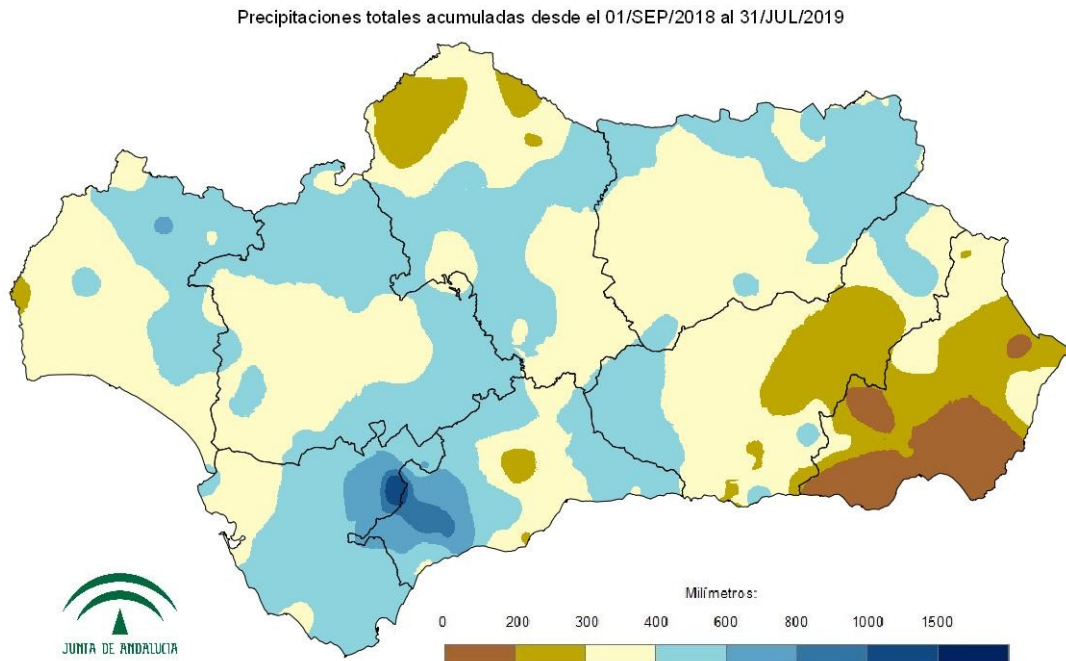 Precipitaciones totales acumuladas desde el 01/SEP/2018 al 31/JUL/2019
Milímetros:
0 200 300 400 600 800 1000 1500
JUNTA DE ANDALUCIA